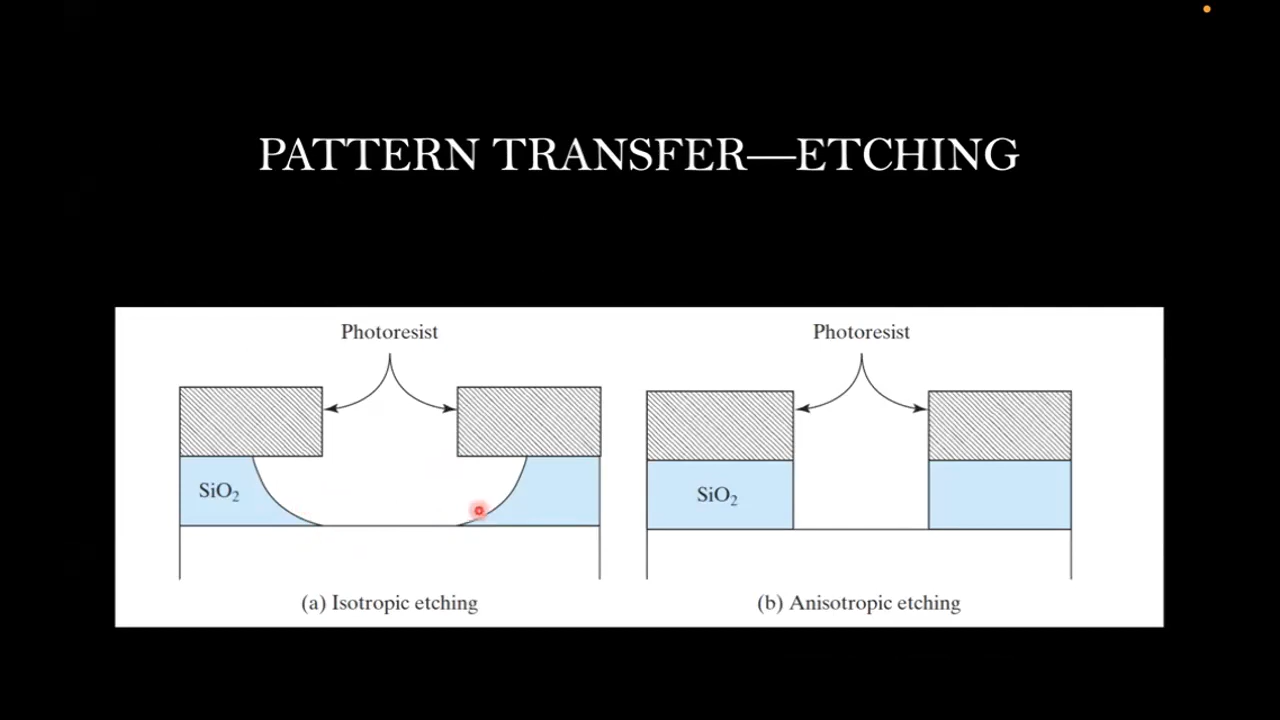 PATTERN TRANSFER—ETCHING
Photoresist
SiO₂
(a) Isotropic etching
Photoresist
SiO₂
(b) Anisotropic etching